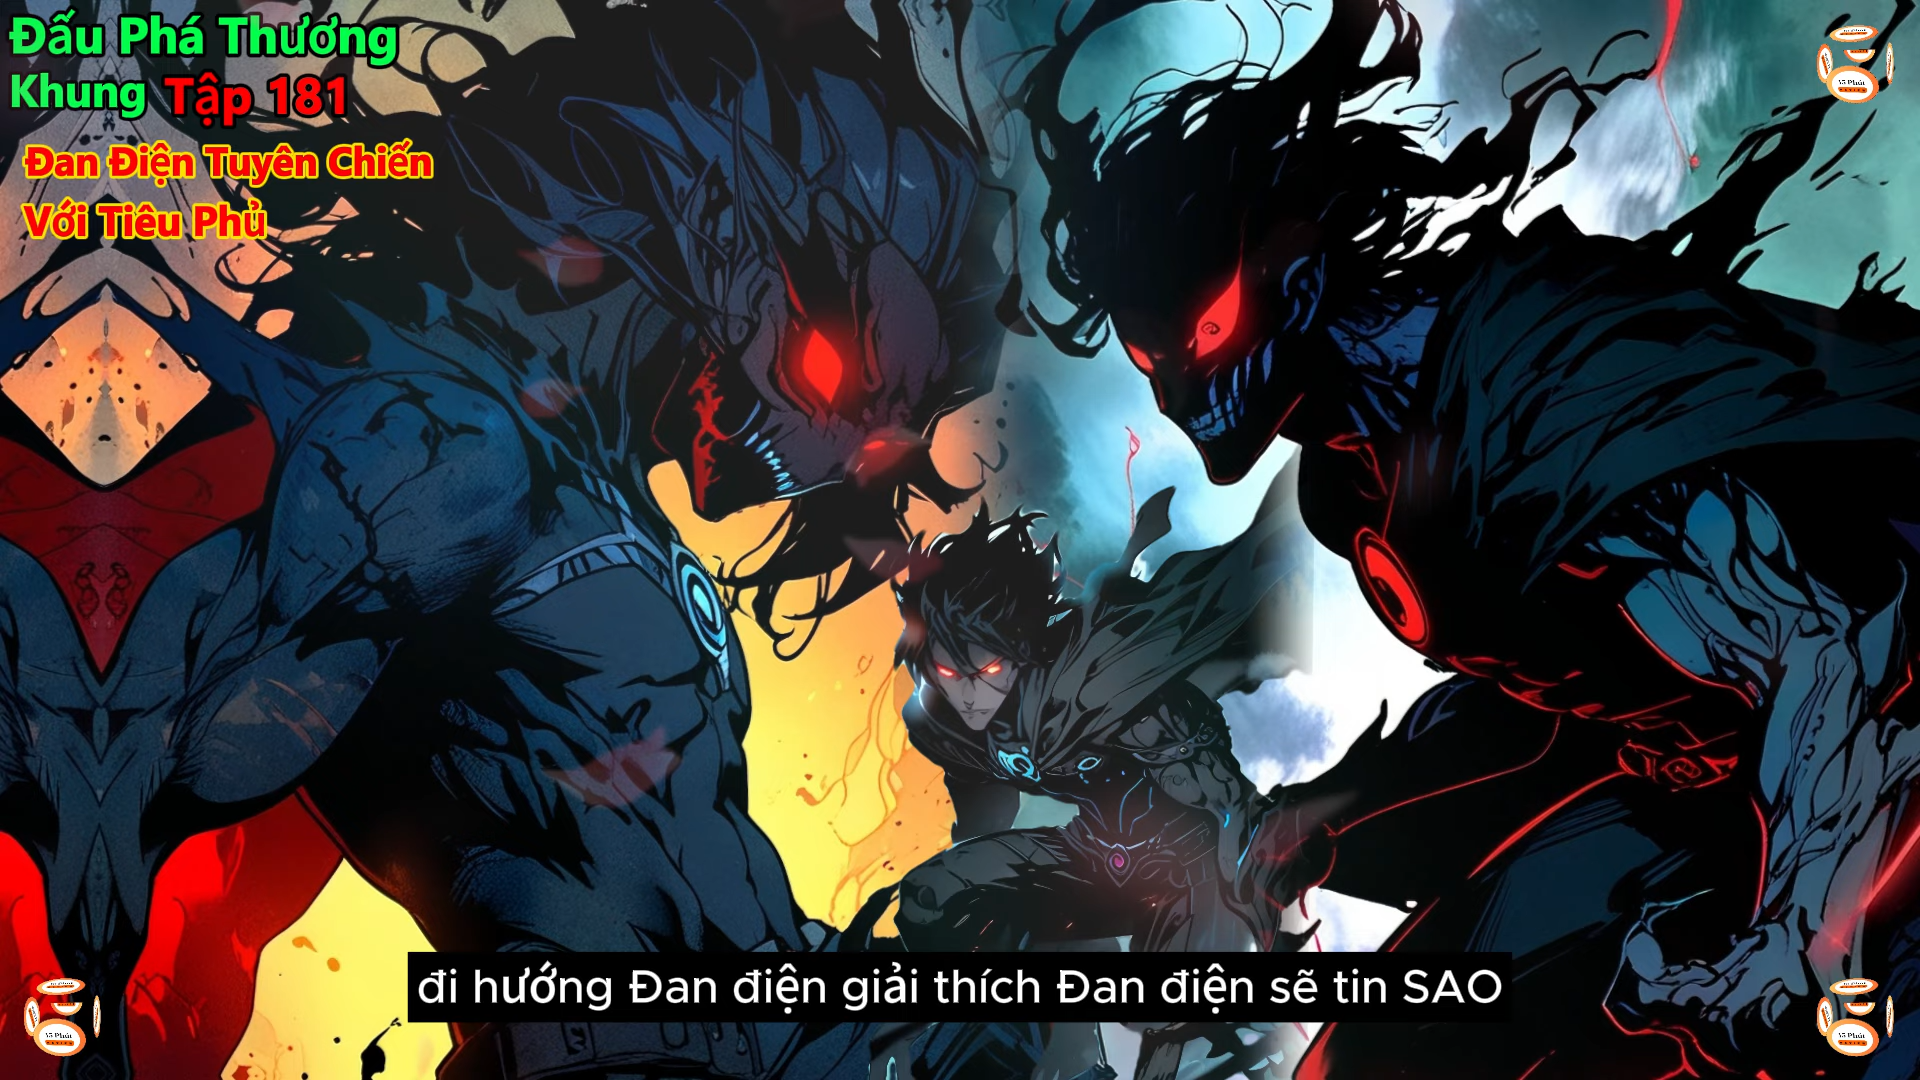 Đấu Phá Thương
Khung Tập 181
Đan Điện Tuyên Chiến
Với Tiêu Phủ
đi hướng Đan điện giải thích Đan điện sẽ tin SAO